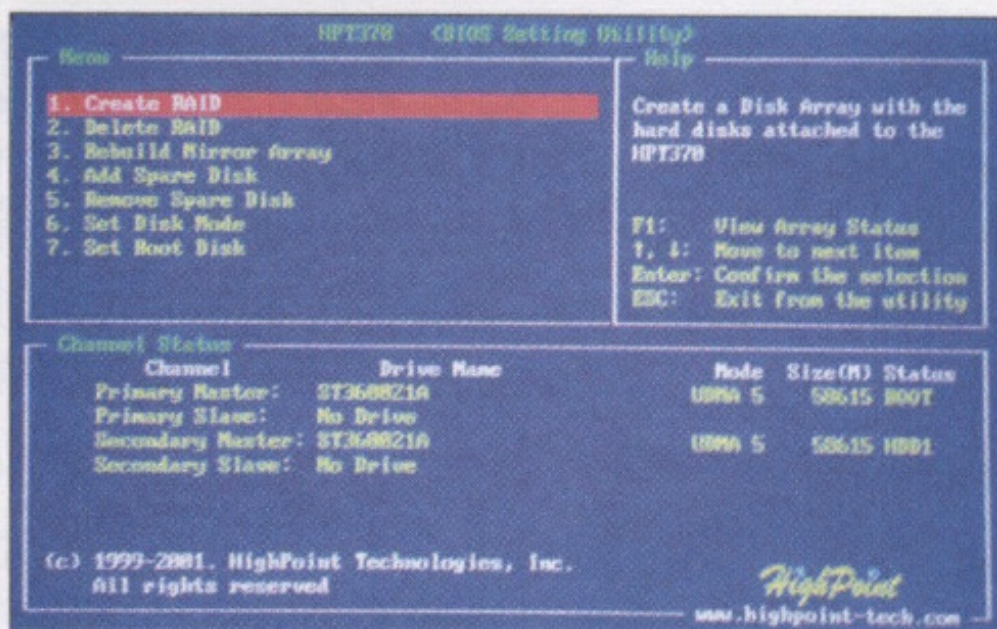 HPT370 (BIOS Setting Utility)
Menu
1. Create RAID
2. Delete RAID
3. Rebuild Mirror Array
4. Add Spare Disk
5. Remove Spare Disk
6. Set Disk Mode
7. Set Boot Disk
Help
Create a Disk Array with the
hard disks attached to the
HPT370
F1: View Array Status
↑, ↓: Move to next item
Enter: Confirm the selection
ESC: Exit from the utility
Channel Status
Channel Drive Name Mode Size(M) Status
Primary Master: ST360021A UDMA 5 58615 BOOT
Primary Slave: No Drive
Secondary Master: ST360021A UDMA 5 58615 HDD1
Secondary Slave: No Drive
(c) 1999-2001. HighPoint Technologies, Inc.
All rights reserved
HighPoint
www.highpoint-tech.com